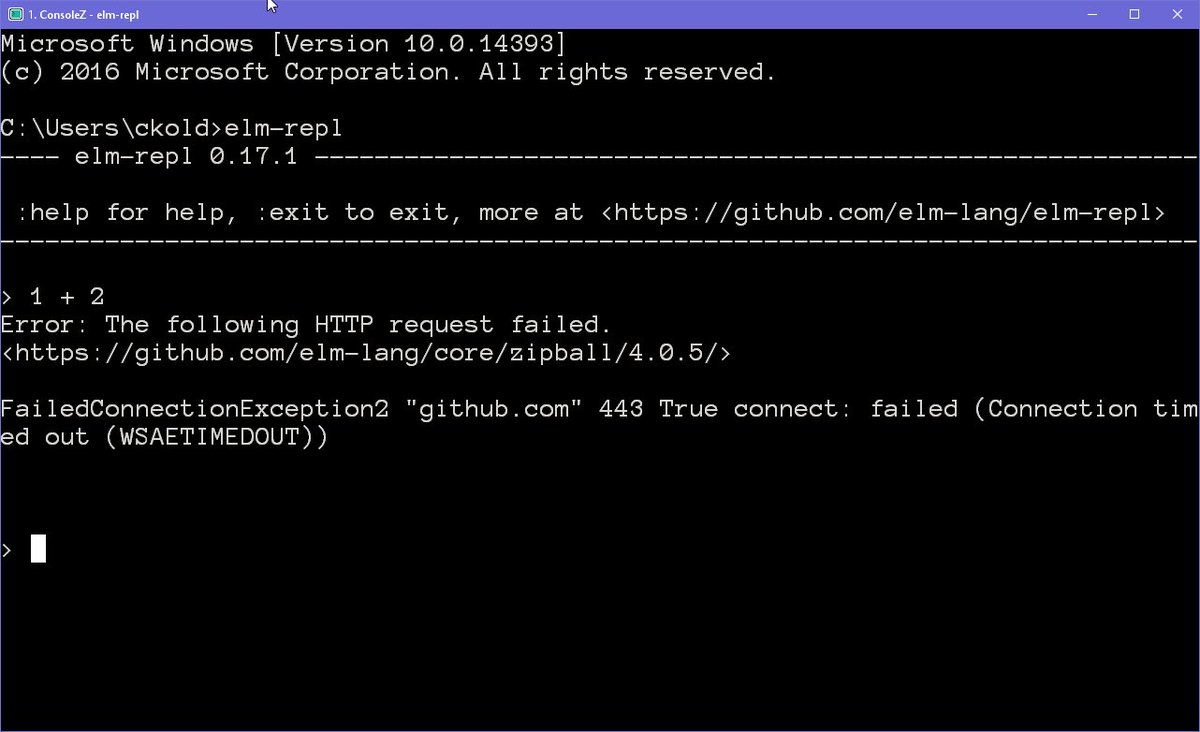 1. ConsoleZ - elm-repl
Microsoft Windows [Version 10.0.14393]
(c) 2016 Microsoft Corporation. All rights reserved.
C:\Users\ckold>elm-repl
---- elm-repl 0.17.1 -----------------------------------------------------------
:help for help, :exit to exit, more at <https://github.com/elm-lang/elm-repl>
--------------------------------------------------------------------------------
> 1 + 2
Error: The following HTTP request failed.
<https://github.com/elm-lang/core/zipball/4.0.5/>
FailedConnectionException2 "github.com" 443 True connect: failed (Connection tim
ed out (WSAETIMEDOUT))
>